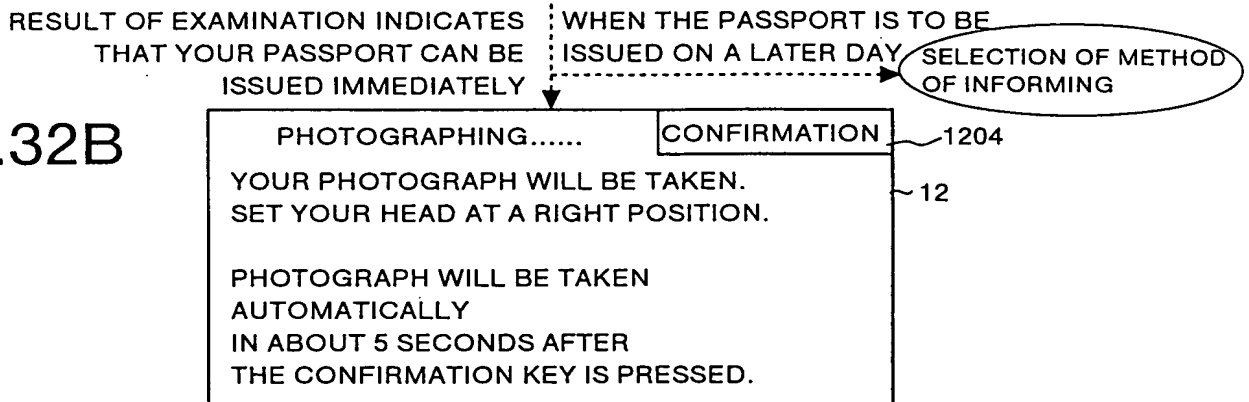 RESULT OF EXAMINATION INDICATES
THAT YOUR PASSPORT CAN BE
ISSUED IMMEDIATELY
WHEN THE PASSPORT IS TO BE
ISSUED ON A LATER DAY
SELECTION OF METHOD
OF INFORMING
.32B
PHOTOGRAPHING......
CONFIRMATION
1204
12
YOUR PHOTOGRAPH WILL BE TAKEN.
SET YOUR HEAD AT A RIGHT POSITION.
PHOTOGRAPH WILL BE TAKEN
AUTOMATICALLY
IN ABOUT 5 SECONDS AFTER
THE CONFIRMATION KEY IS PRESSED.